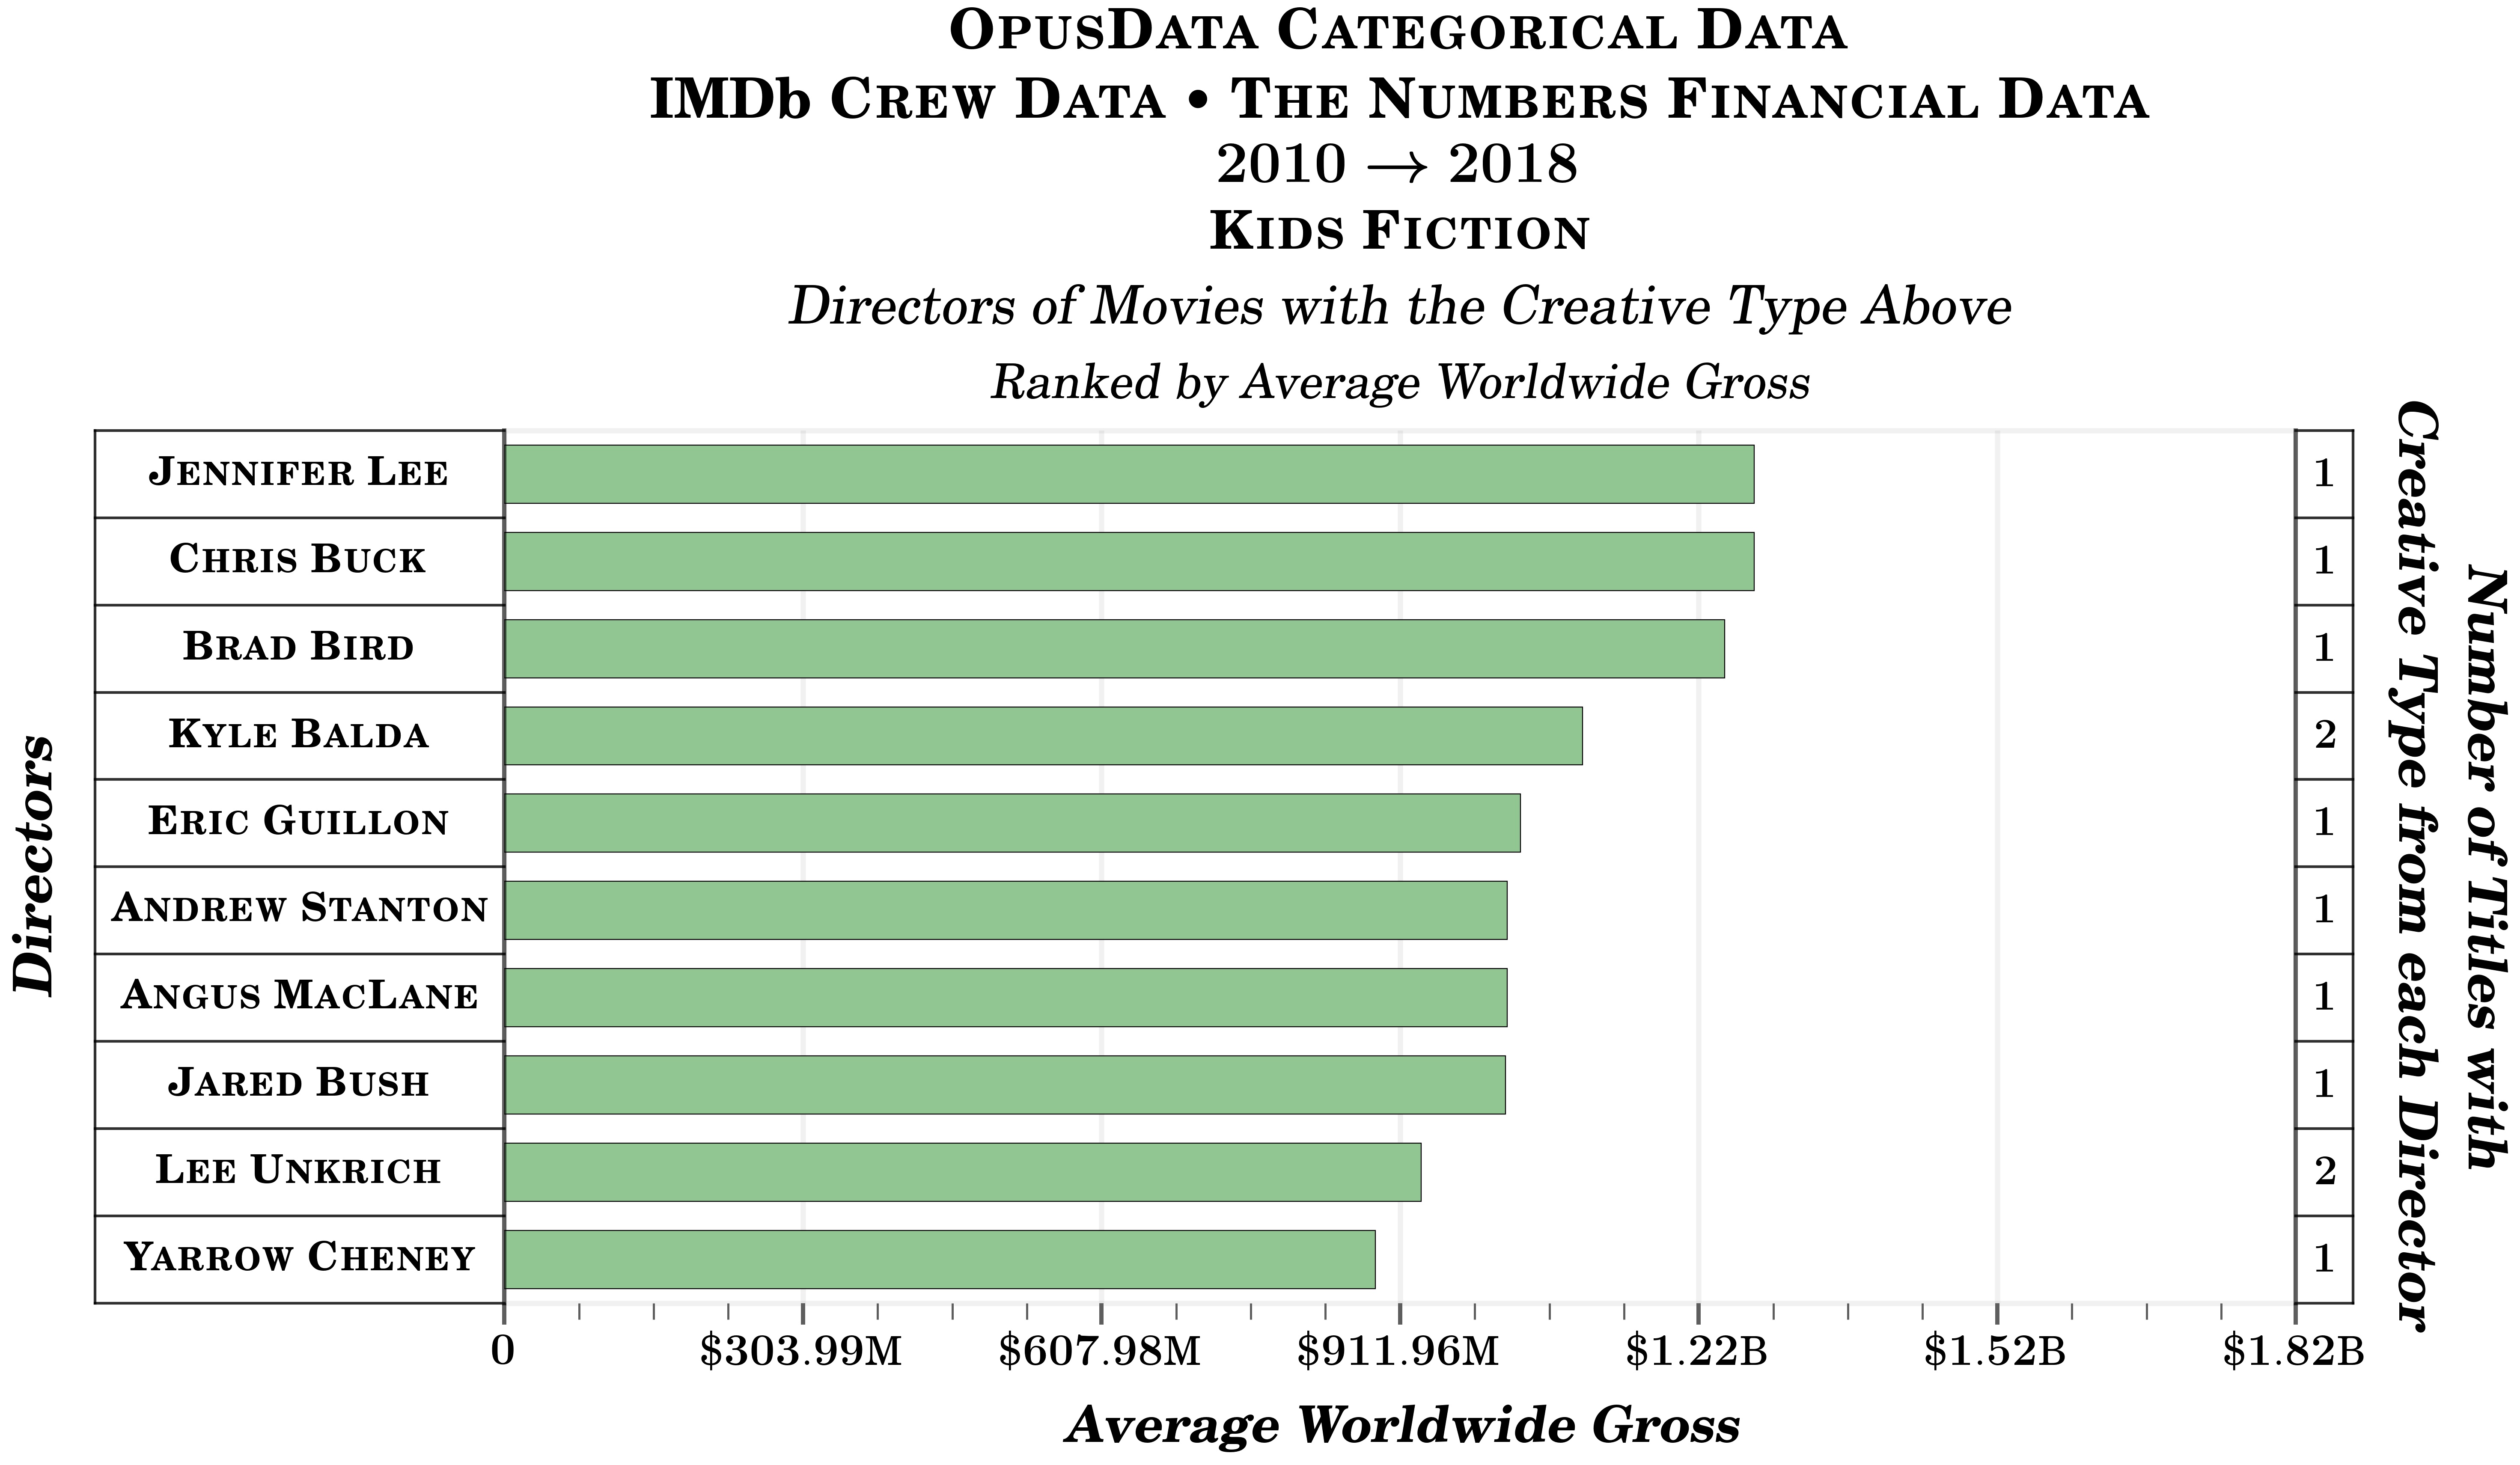 OpusData Categorical Data
IMDb Crew Data • The Numbers Financial Data
2010 → 2018
Kids Fiction
Directors of Movies with the Creative Type Above
Ranked by Average Worldwide Gross
Directors
Jennifer Lee 1
Chris Buck 1
Brad Bird 1
Kyle Balda 2
Eric Guillon 1
Andrew Stanton 1
Angus MacLane 1
Jared Bush 1
Lee Unkrich 2
Yarrow Cheney 1
Number of Titles with
Creative Type from each Director
0 $303.99M $607.98M $911.96M $1.22B $1.52B $1.82B
Average Worldwide Gross